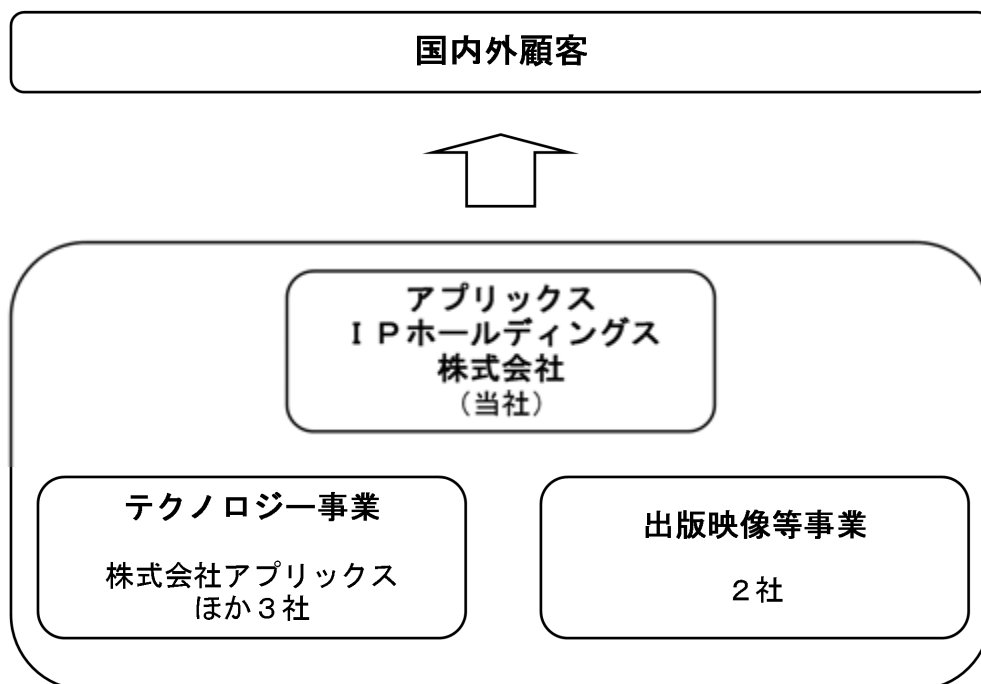 国内外顧客
アプリックス
ＩＰホールディングス
株式会社
（当社）
テクノロジー事業
株式会社アプリックス
ほか３社
出版映像等事業
２社